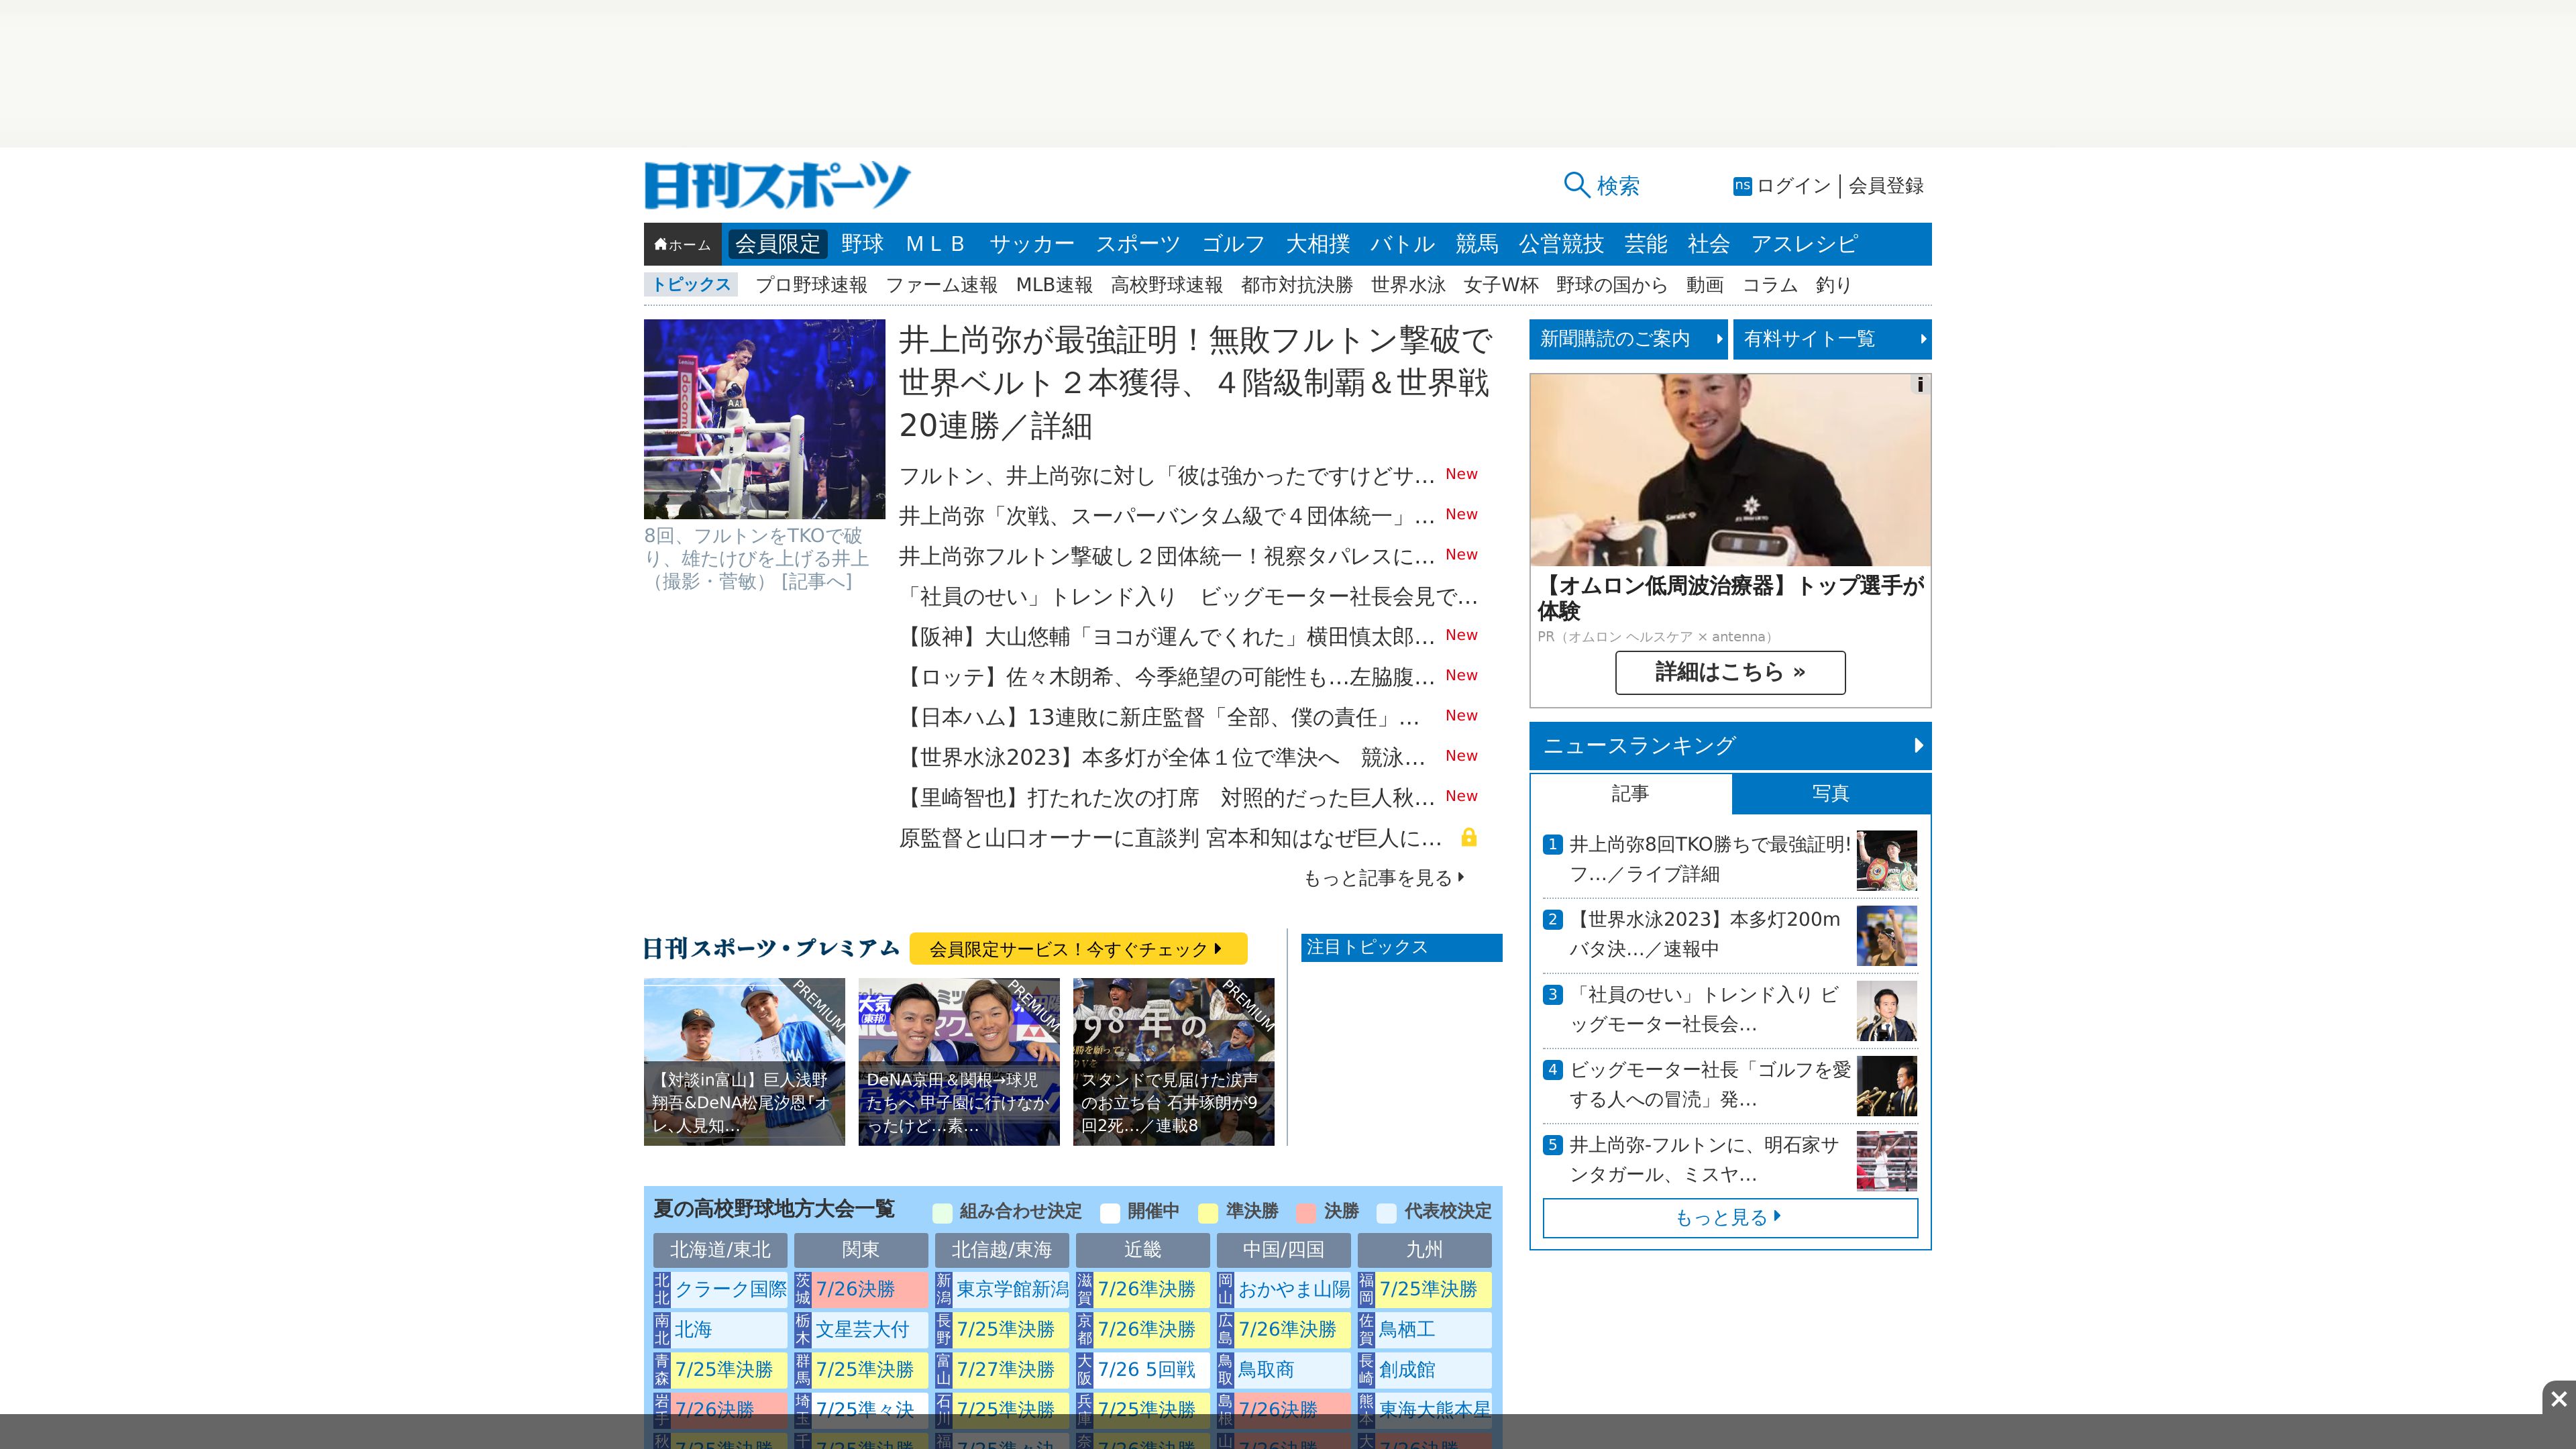 日刊スポーツ
検索
ns ログイン 会員登録
ホーム 会員限定 野球 ＭＬＢ サッカー スポーツ ゴルフ 大相撲 バトル 競馬 公営競技 芸能 社会 アスレシピ
トピックス プロ野球速報 ファーム速報 MLB速報 高校野球速報 都市対抗決勝 世界水泳 女子W杯 野球の国から 動画 コラム 釣り
8回、フルトンをTKOで破
り、雄たけびを上げる井上
（撮影・菅敏） [記事へ]
井上尚弥が最強証明！無敗フルトン撃破で
世界ベルト２本獲得、４階級制覇＆世界戦
20連勝／詳細
フルトン、井上尚弥に対し「彼は強かったですけどサ… New
井上尚弥「次戦、スーパーバンタム級で４団体統一」… New
井上尚弥フルトン撃破し２団体統一！視察タパレスに… New
「社員のせい」トレンド入り　ビッグモーター社長会見で…
【阪神】大山悠輔「ヨコが運んでくれた」横田慎太郎… New
【ロッテ】佐々木朗希、今季絶望の可能性も…左脇腹… New
【日本ハム】13連敗に新庄監督「全部、僕の責任」… New
【世界水泳2023】本多灯が全体１位で準決へ　競泳… New
【里崎智也】打たれた次の打席　対照的だった巨人秋… New
原監督と山口オーナーに直談判 宮本和知はなぜ巨人に…
もっと記事を見る
新聞購読のご案内
有料サイト一覧
【オムロン低周波治療器】トップ選手が
体験
PR（オムロン ヘルスケア × antenna）
詳細はこちら »
ニュースランキング
記事 写真
1 井上尚弥8回TKO勝ちで最強証明!
フ…／ライブ詳細
2 【世界水泳2023】本多灯200m
バタ決…／速報中
3 「社員のせい」トレンド入り ビ
ッグモーター社長会…
4 ビッグモーター社長「ゴルフを愛
する人への冒涜」発…
5 井上尚弥-フルトンに、明石家サ
ンタガール、ミスヤ…
もっと見る
日刊スポーツ・プレミアム
会員限定サービス！今すぐチェック
PREMIUM
【対談in富山】巨人浅野
翔吾&DeNA松尾汐恩｢オ
レ､人見知…
PREMIUM
DeNA京田＆関根→球児
たちへ 甲子園に行けなか
ったけど…素…
PREMIUM
スタンドで見届けた涙声
のお立ち台 石井琢朗が9
回2死…／連載8
注目トピックス
夏の高校野球地方大会一覧
組み合わせ決定 開催中 準決勝 決勝 代表校決定
北海道/東北 関東 北信越/東海 近畿 中国/四国 九州
北北 クラーク国際 茨城 7/26決勝 新潟 東京学館新潟 滋賀 7/26準決勝 岡山 おかやま山陽 福岡 7/25準決勝
南北 北海 栃木 文星芸大付 長野 7/25準決勝 京都 7/26準決勝 広島 7/26準決勝 佐賀 鳥栖工
青森 7/25準決勝 群馬 7/25準決勝 富山 7/27準決勝 大阪 7/26 5回戦 鳥取 鳥取商 長崎 創成館
岩手 7/26決勝 埼玉 7/25準々決 石川 7/25準決勝 兵庫 7/25準決勝 島根 7/26決勝 熊本 東海大熊本星